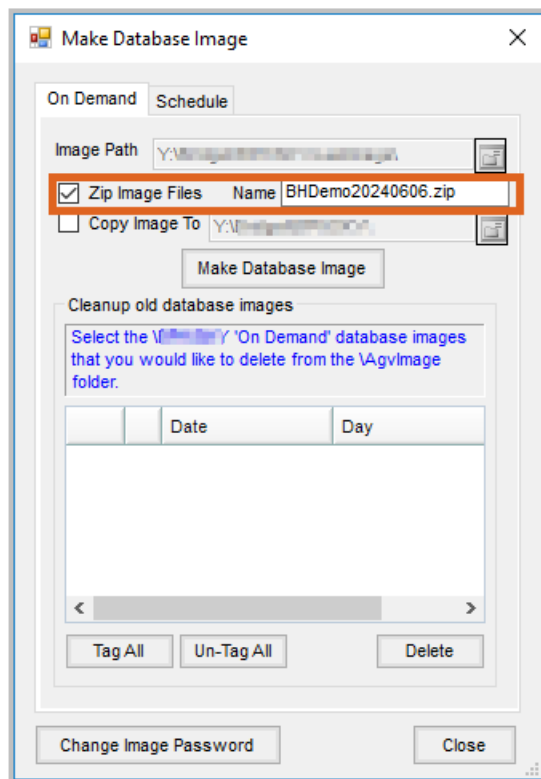 Make Database Image
On Demand
Schedule
Image Path Y:\
Zip Image Files Name BHDemo20240606.zip
Copy Image To Y:\
Make Database Image
Cleanup old database images
Select the \ Y 'On Demand' database images
that you would like to delete from the \AgvImage
folder.
Date Day
Tag All Un-Tag All Delete
Change Image Password Close